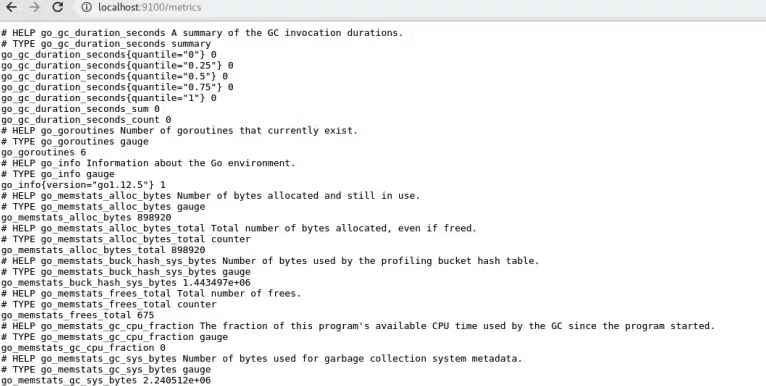 localhost:9100/metrics
# HELP go_gc_duration_seconds A summary of the GC invocation durations.
# TYPE go_gc_duration_seconds summary
go_gc_duration_seconds{quantile="0"} 0
go_gc_duration_seconds{quantile="0.25"} 0
go_gc_duration_seconds{quantile="0.5"} 0
go_gc_duration_seconds{quantile="0.75"} 0
go_gc_duration_seconds{quantile="1"} 0
go_gc_duration_seconds_sum 0
go_gc_duration_seconds_count 0
# HELP go_goroutines Number of goroutines that currently exist.
# TYPE go_goroutines gauge
go_goroutines 6
# HELP go_info Information about the Go environment.
# TYPE go_info gauge
go_info{version="go1.12.5"} 1
# HELP go_memstats_alloc_bytes Number of bytes allocated and still in use.
# TYPE go_memstats_alloc_bytes gauge
go_memstats_alloc_bytes 898920
# HELP go_memstats_alloc_bytes_total Total number of bytes allocated, even if freed.
# TYPE go_memstats_alloc_bytes_total counter
go_memstats_alloc_bytes_total 898920
# HELP go_memstats_buck_hash_sys_bytes Number of bytes used by the profiling bucket hash table.
# TYPE go_memstats_buck_hash_sys_bytes gauge
go_memstats_buck_hash_sys_bytes 1.443497e+06
# HELP go_memstats_frees_total Total number of frees.
# TYPE go_memstats_frees_total counter
go_memstats_frees_total 675
# HELP go_memstats_gc_cpu_fraction The fraction of this program's available CPU time used by the GC since the program started.
# TYPE go_memstats_gc_cpu_fraction gauge
go_memstats_gc_cpu_fraction 0
# HELP go_memstats_gc_sys_bytes Number of bytes used for garbage collection system metadata.
# TYPE go_memstats_gc_sys_bytes gauge
go_memstats_gc_sys_bytes 2.240512e+06